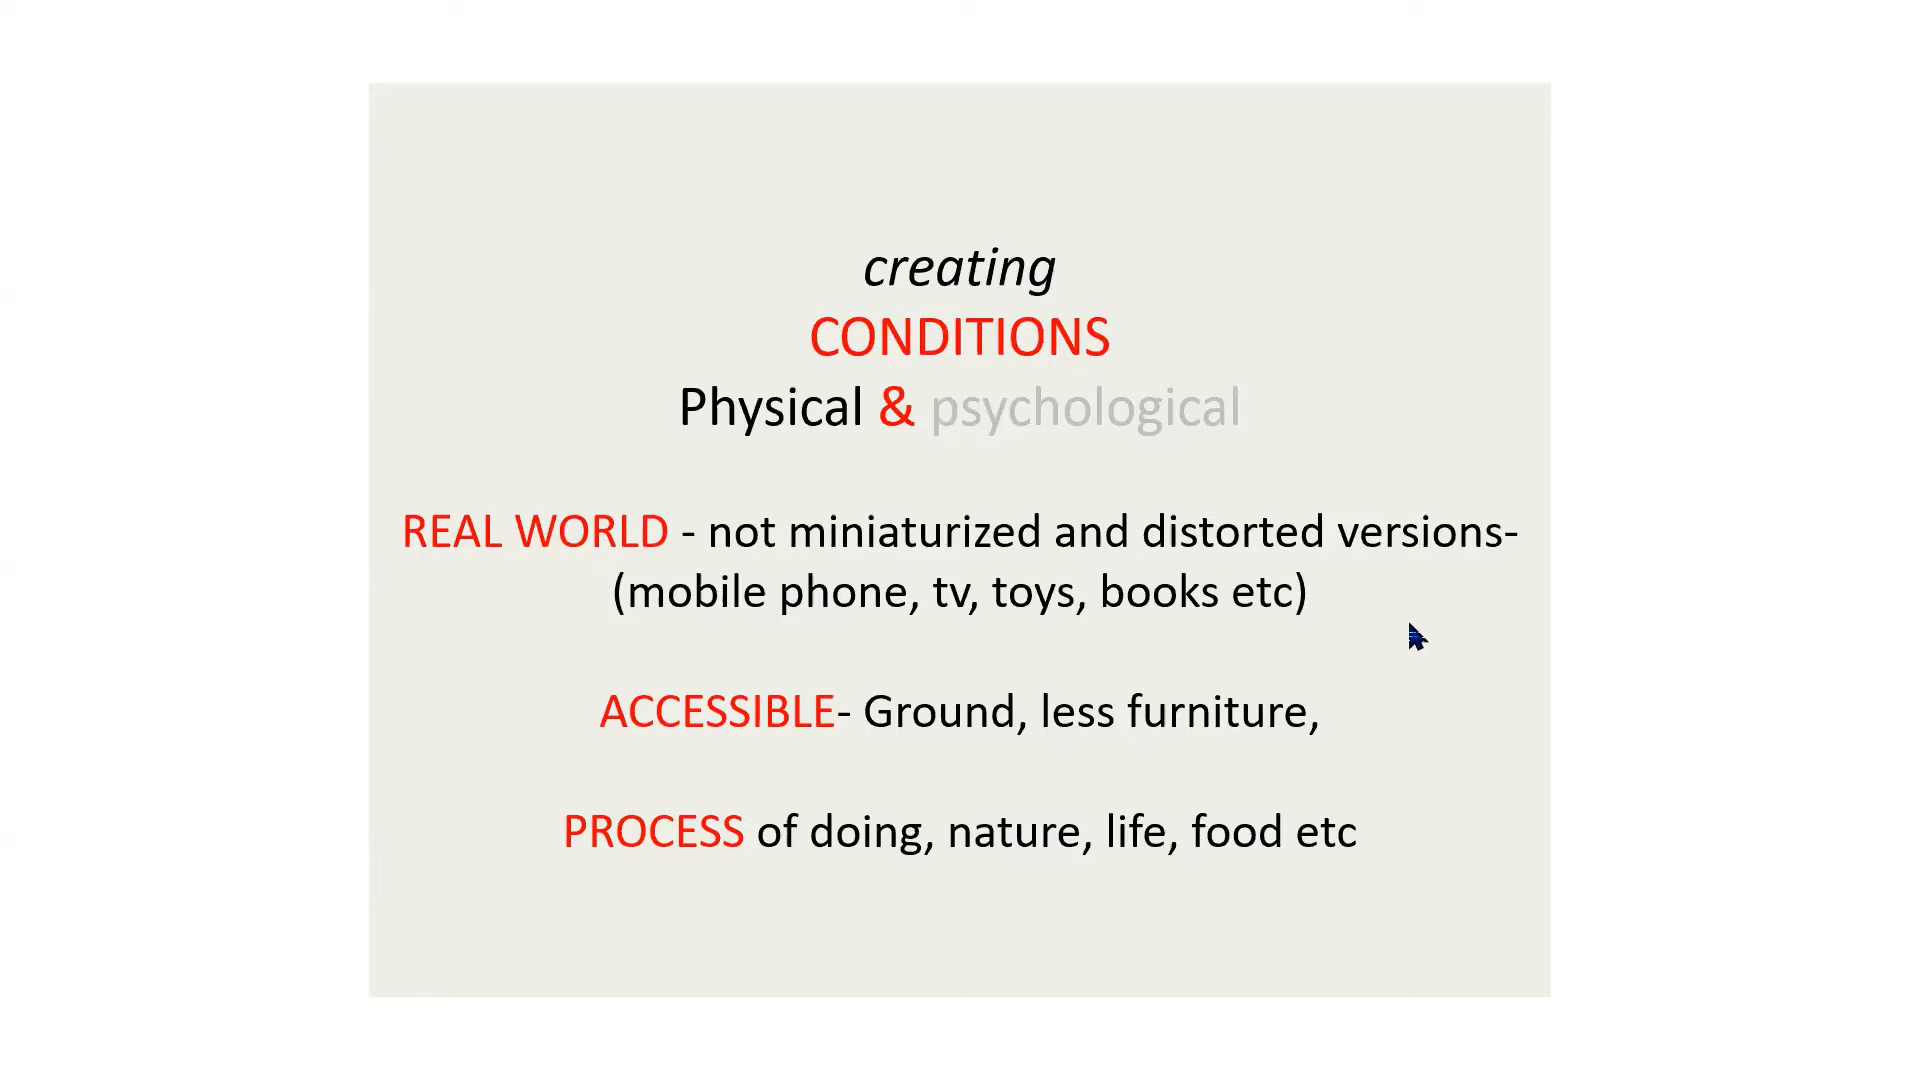 creating
CONDITIONS
Physical & psychological
REAL WORLD - not miniaturized and distorted versions-
(mobile phone, tv, toys, books etc)
ACCESSIBLE- Ground, less furniture,
PROCESS of doing, nature, life, food etc